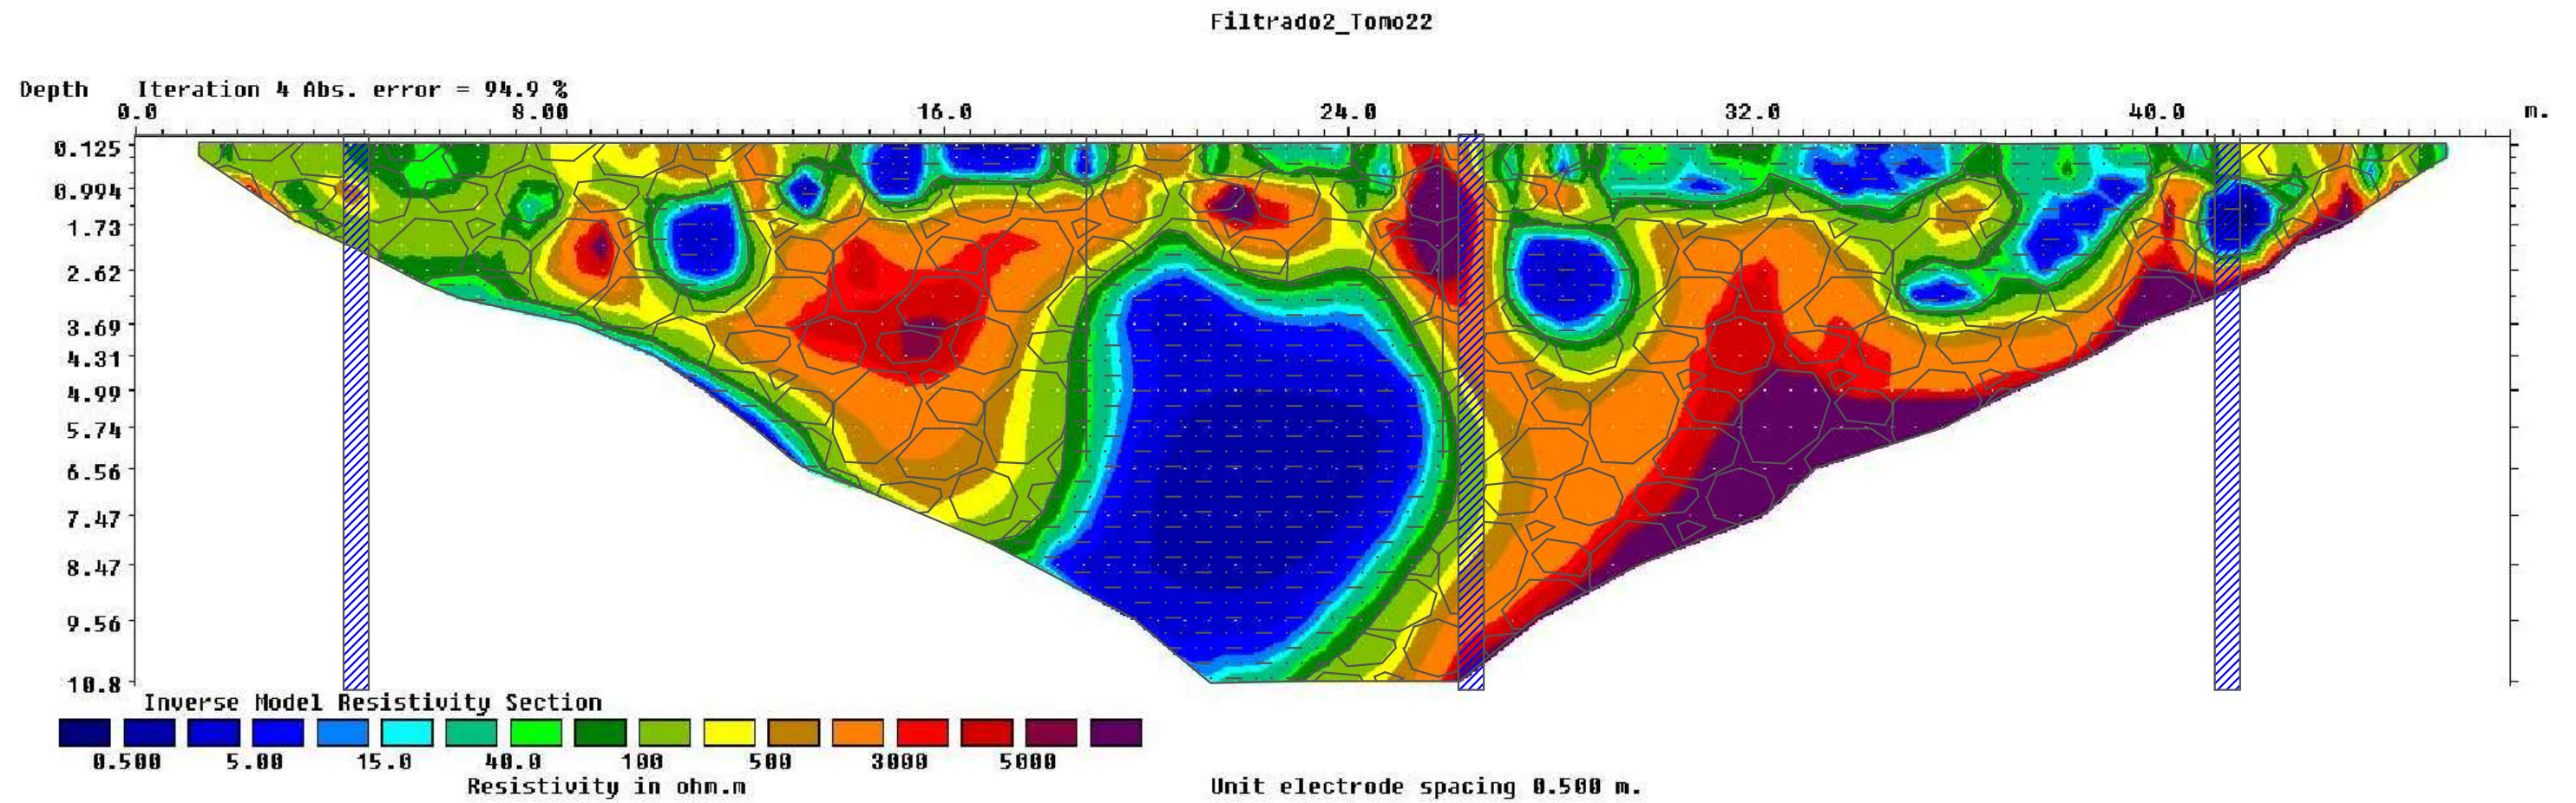 Filtrado2_Tomo22
Depth Iteration 4 Abs. error = 94.9 %
0.0 8.00 16.0 24.0 32.0 40.0 m.
0.125
0.994
1.73
2.62
3.69
4.31
4.99
5.74
6.56
7.47
8.47
9.56
10.8
Inverse Model Resistivity Section
0.500 5.00 15.0 40.0 100 500 3000 5000
Resistivity in ohm.m Unit electrode spacing 0.500 m.